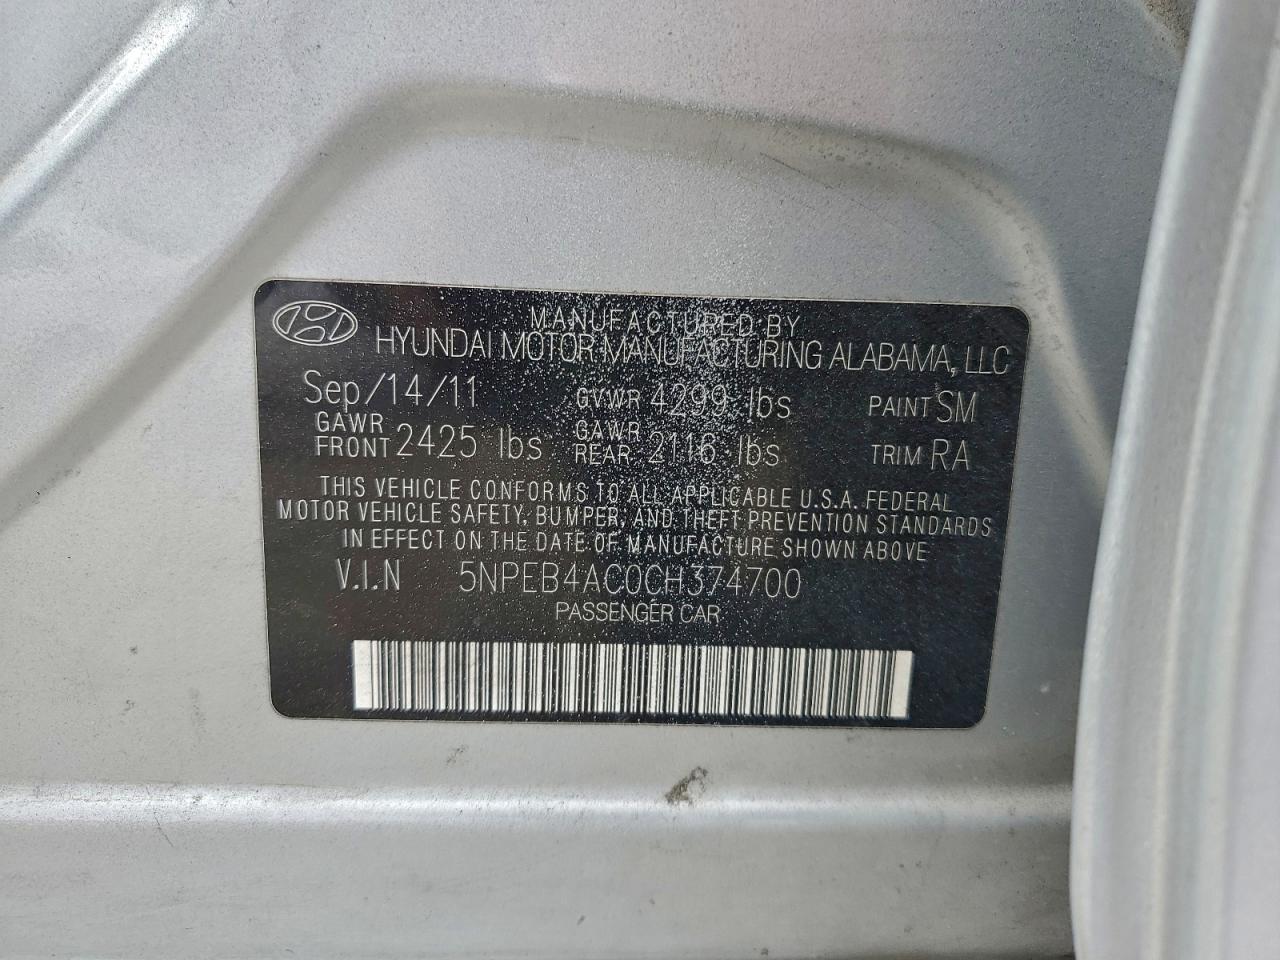 MANUFACTURED BY
HYUNDAI MOTOR MANUFACTURING ALABAMA, LLC
Sep/14/11 GVWR 4299 lbs PAINT SM
GAWR FRONT 2425 lbs GAWR REAR 2116 lbs TRIM RA
THIS VEHICLE CONFORMS TO ALL APPLICABLE U.S.A. FEDERAL
MOTOR VEHICLE SAFETY, BUMPER, AND THEFT PREVENTION STANDARDS
IN EFFECT ON THE DATE OF MANUFACTURE SHOWN ABOVE
V.I.N 5NPEB4AC0CH374700
PASSENGER CAR